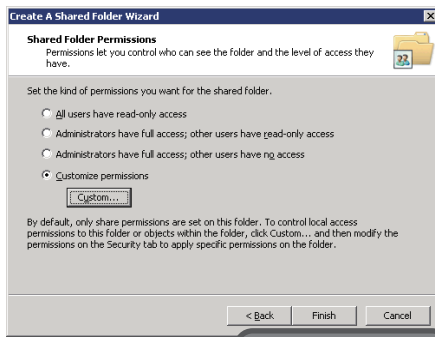 Create A Shared Folder Wizard
Shared Folder Permissions
Permissions let you control who can see the folder and the level of access they
have.
Set the kind of permissions you want for the shared folder.
All users have read-only access
Administrators have full access; other users have read-only access
Administrators have full access; other users have no access
Customize permissions
Custom...
By default, only share permissions are set on this folder. To control local access
permissions to this folder or objects within the folder, click Custom... and then modify the
permissions on the Security tab to apply specific permissions on the folder.
< Back
Finish
Cancel